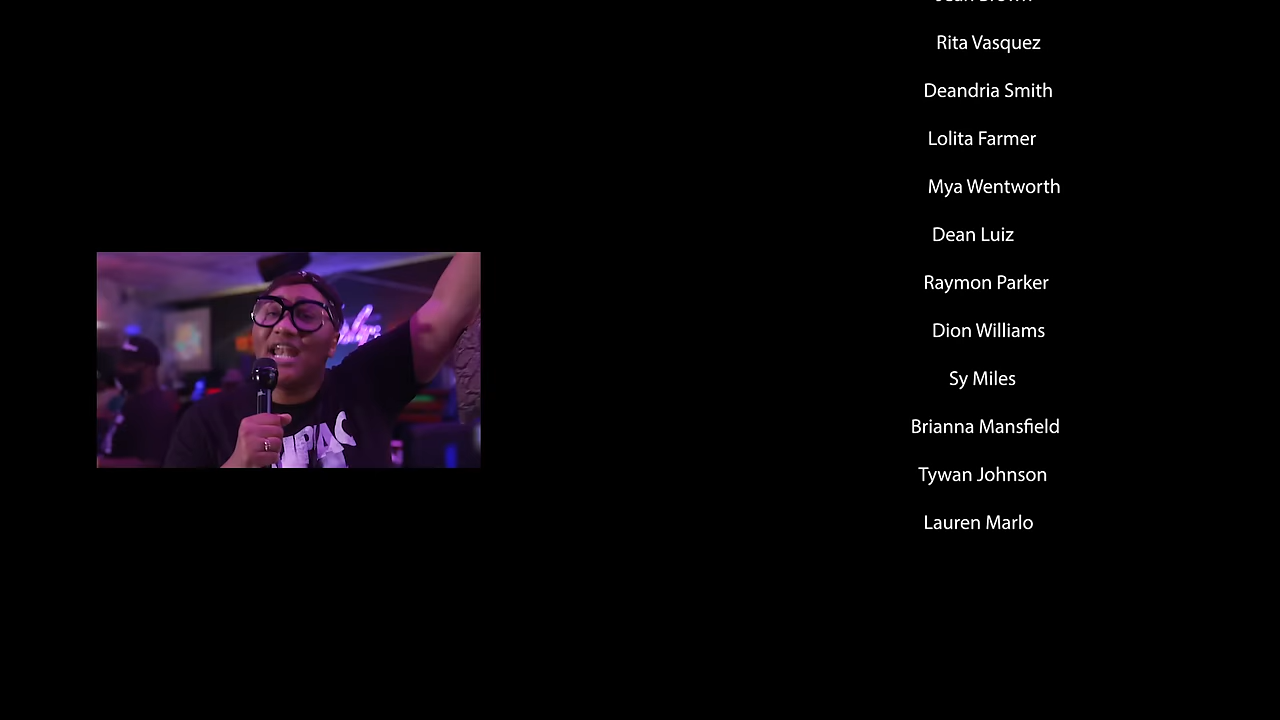 Rita Vasquez
Deandria Smith
Lolita Farmer
Mya Wentworth
Dean Luiz
Raymon Parker
Dion Williams
Sy Miles
Brianna Mansfield
Tywan Johnson
Lauren Marlo